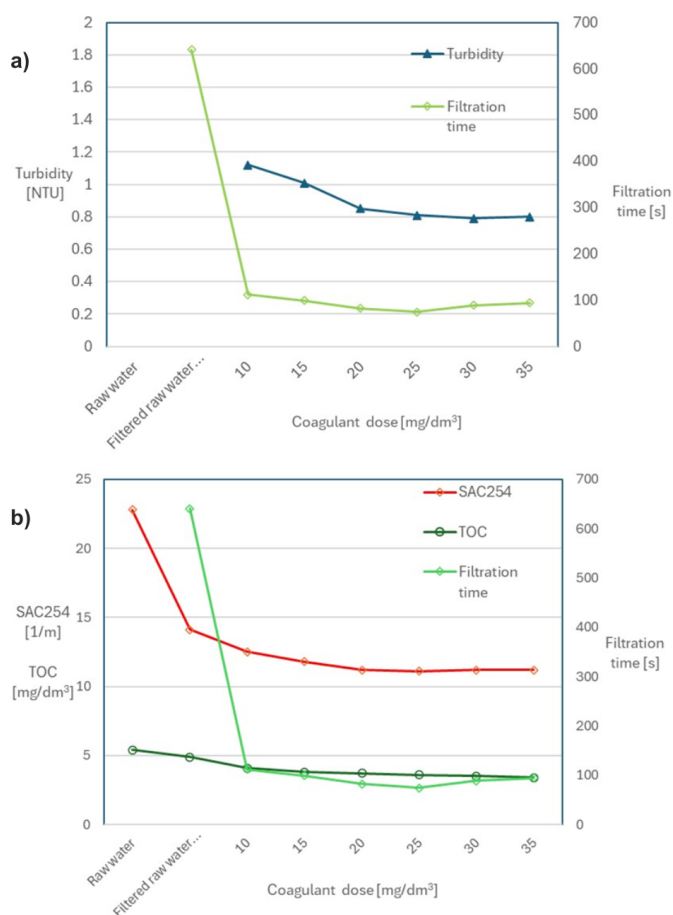 a)
2
1.8
1.6
1.4
1.2
1
0.8
0.6
0.4
0.2
0
Turbidity
[NTU]
Turbidity
Filtration
time
700
600
500
400
300
200
100
0
Filtration
time [s]
Raw water
Filtered raw water...
10
15
20
25
30
35
Coagulant dose [mg/dm³]
b)
25
20
15
10
5
0
SAC254
[1/m]
TOC
[mg/dm³]
SAC254
TOC
Filtration
time
700
600
500
400
300
200
100
0
Filtration
time [s]
Raw water
Filtered raw water...
10
15
20
25
30
35
Coagulant dose [mg/dm³]